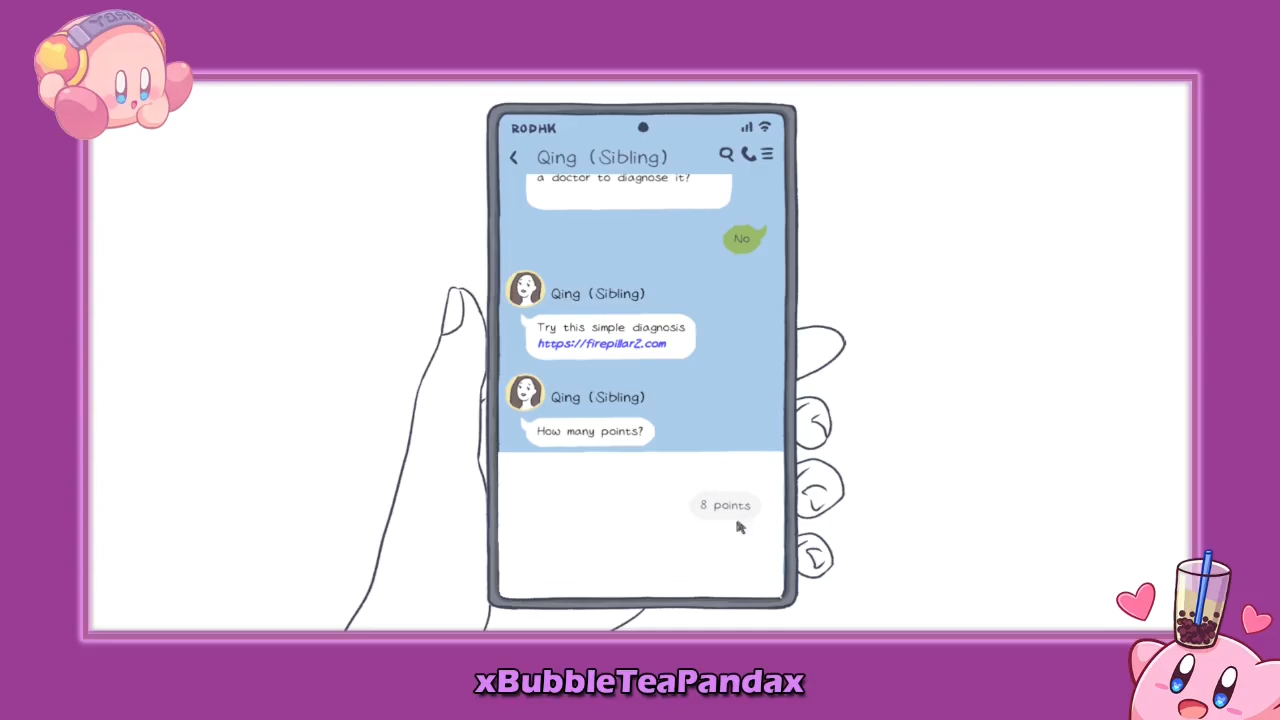 RODHK
Qing (Sibling)
a doctor to diagnose it?
No
Qing (Sibling)
Try this simple diagnosis
https://firepillar2.com
Qing (Sibling)
How many points?
8 points
xBubbleTeaPandax